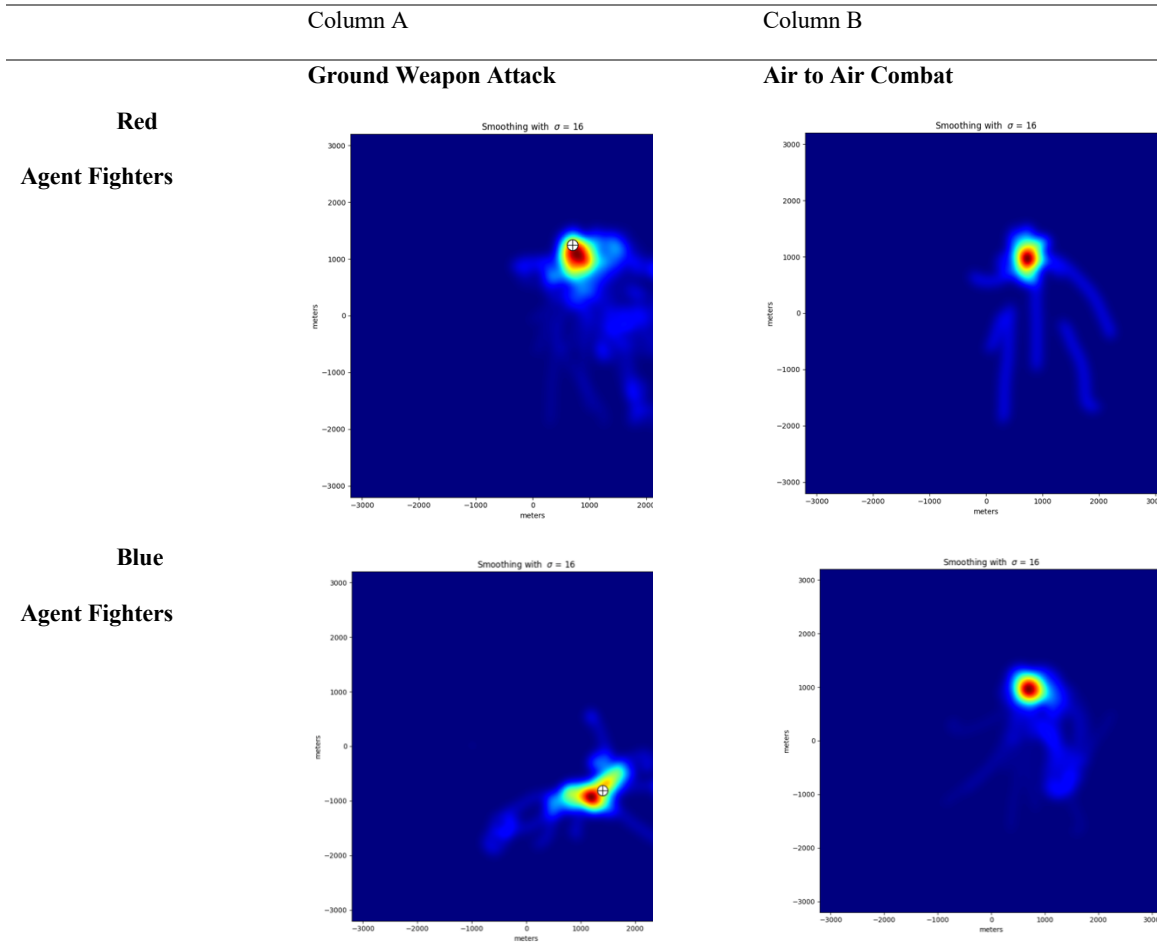 Column A Column B
Ground Weapon Attack Air to Air Combat
Red
Agent Fighters
Smoothing with σ = 16
3000
2000
1000
0
−1000
−2000
−3000
meters
−3000 −2000 −1000 0 1000 2000
meters
Smoothing with σ = 16
3000
2000
1000
0
−1000
−2000
−3000
meters
−3000 −2000 −1000 0 1000 2000 3000
meters
Blue
Agent Fighters
Smoothing with σ = 16
3000
2000
1000
0
−1000
−2000
−3000
meters
−3000 −2000 −1000 0 1000 2000
meters
Smoothing with σ = 16
3000
2000
1000
0
−1000
−2000
−3000
meters
−3000 −2000 −1000 0 1000 2000
meters